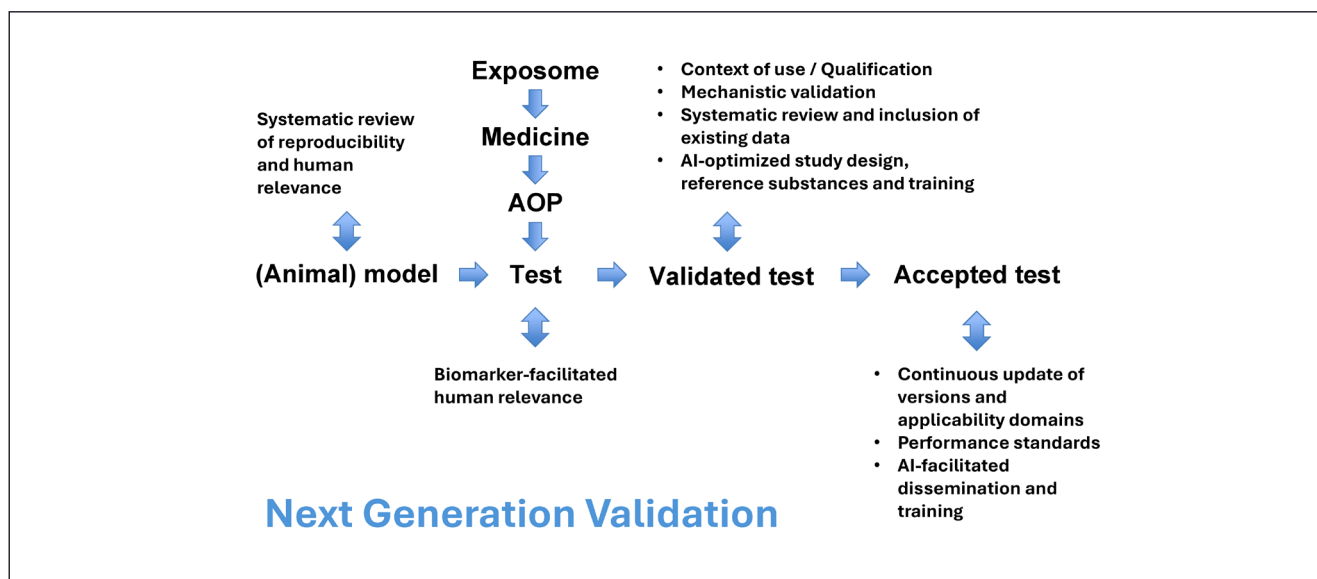 Exposome
Medicine
AOP
Systematic review
of reproducibility
and human
relevance
• Context of use / Qualification
• Mechanistic validation
• Systematic review and inclusion of
existing data
• AI-optimized study design,
reference substances and training
(Animal) model
Test
Validated test
Accepted test
Biomarker-facilitated
human relevance
• Continuous update of
versions and
applicability domains
• Performance standards
• AI-facilitated
dissemination and
training
Next Generation Validation